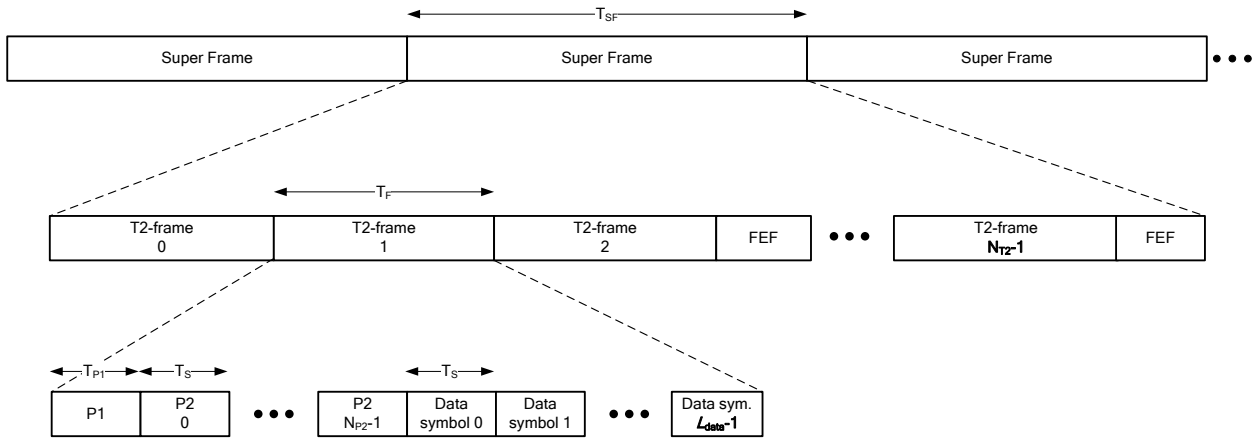 T_SF
Super Frame Super Frame Super Frame
T_F
T2-frame 0 T2-frame 1 T2-frame 2 FEF T2-frame N_T2-1 FEF
T_P1 T_S T_S
P1 P2 0 P2 N_P2-1 Data symbol 0 Data symbol 1 Data sym. L_data-1